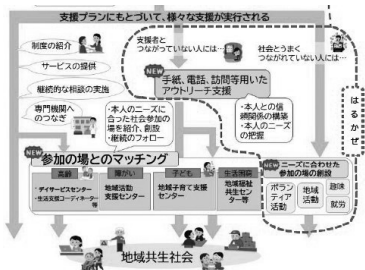 支援プランにもとづいて、様々な支援が実行される
制度の紹介
サービスの提供
継続的な相談の実施
専門機関へ
のつなぎ
支援者と
つながっていない人には…
社会とうまく
つながれていない人には…
はるかぜ
NEW
手紙、電話、訪問等用いた
アウトリーチ支援
・本人のニーズに
合った社会参加の
場を紹介、創設
・継続のフォロー
・本人との信
頼関係の構築
・本人のニーズ
の把握
NEW
参加の場とのマッチング
高齢
・デイサービスセンター
・生活支援コーディネーター
等
障がい
地域活動
支援センター
子ども
地域子育て支援
センター
生活困窮
地域福祉
共生セン
ター等
NEW
ニーズに合わせた
参加の場の創設
ボラン
ティア
活動
地域
活動
趣味
就労
地域共生社会